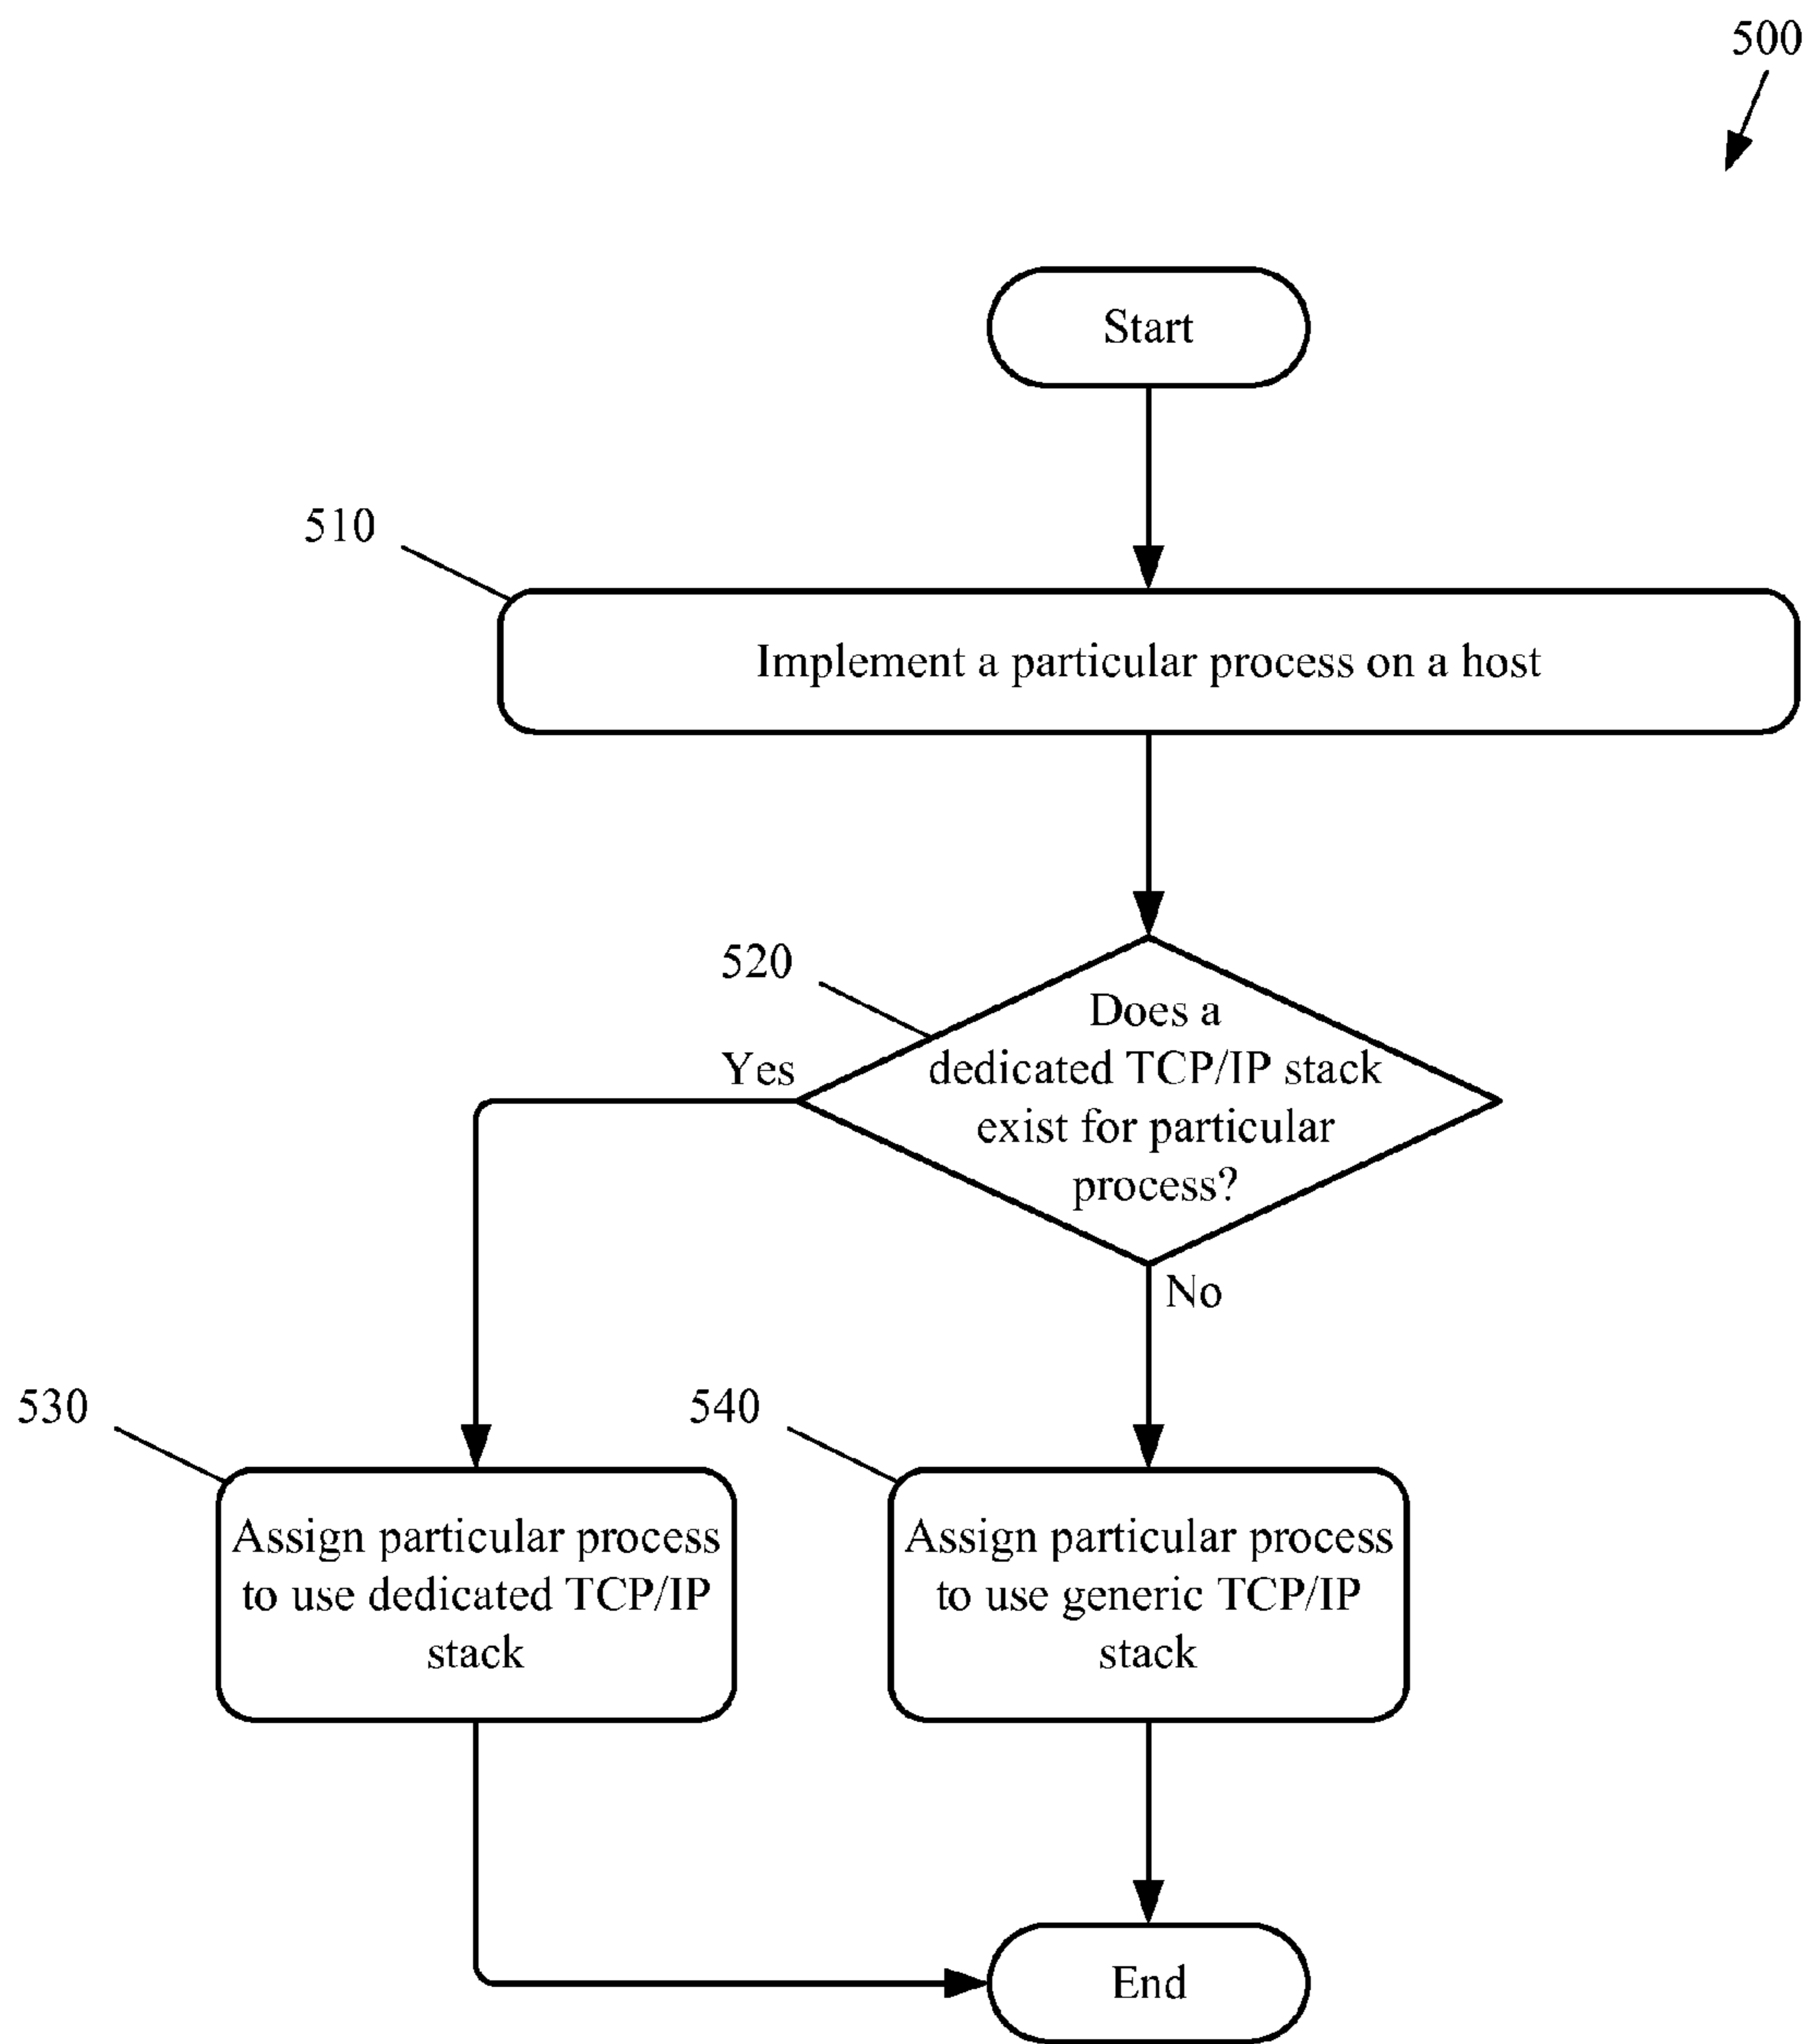 500
Start
510
Implement a particular process on a host
520
Does a
Yes
dedicated TCP/IP stack
exist for particular
process?
No
530
540
Assign particular process
to use dedicated TCP/IP
stack
Assign particular process
to use generic TCP/IP
stack
End